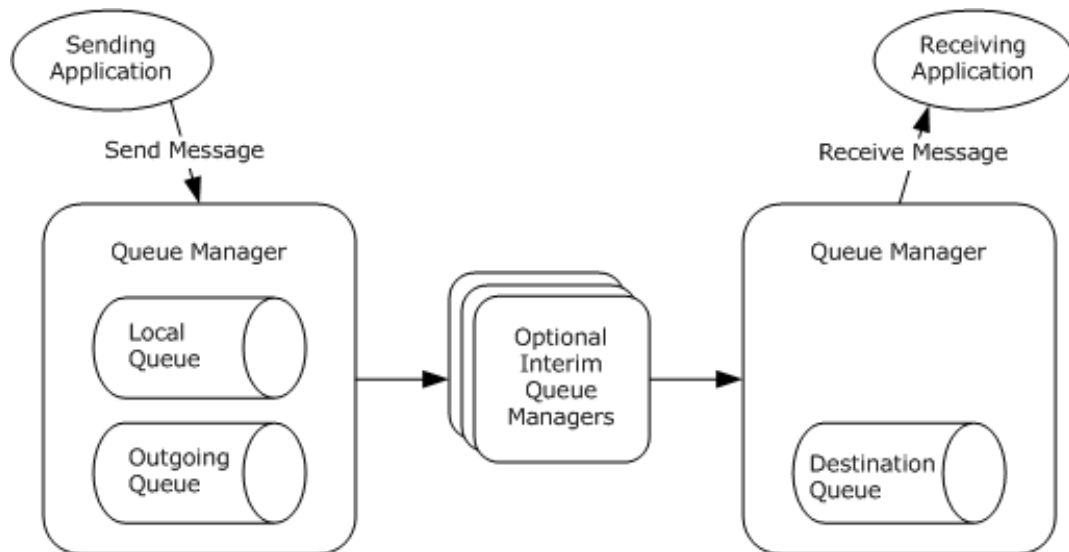 Sending
Application
Receiving
Application
Send Message
Receive Message
Queue Manager
Queue Manager
Local
Queue
Optional
Interim
Queue
Managers
Outgoing
Queue
Destination
Queue